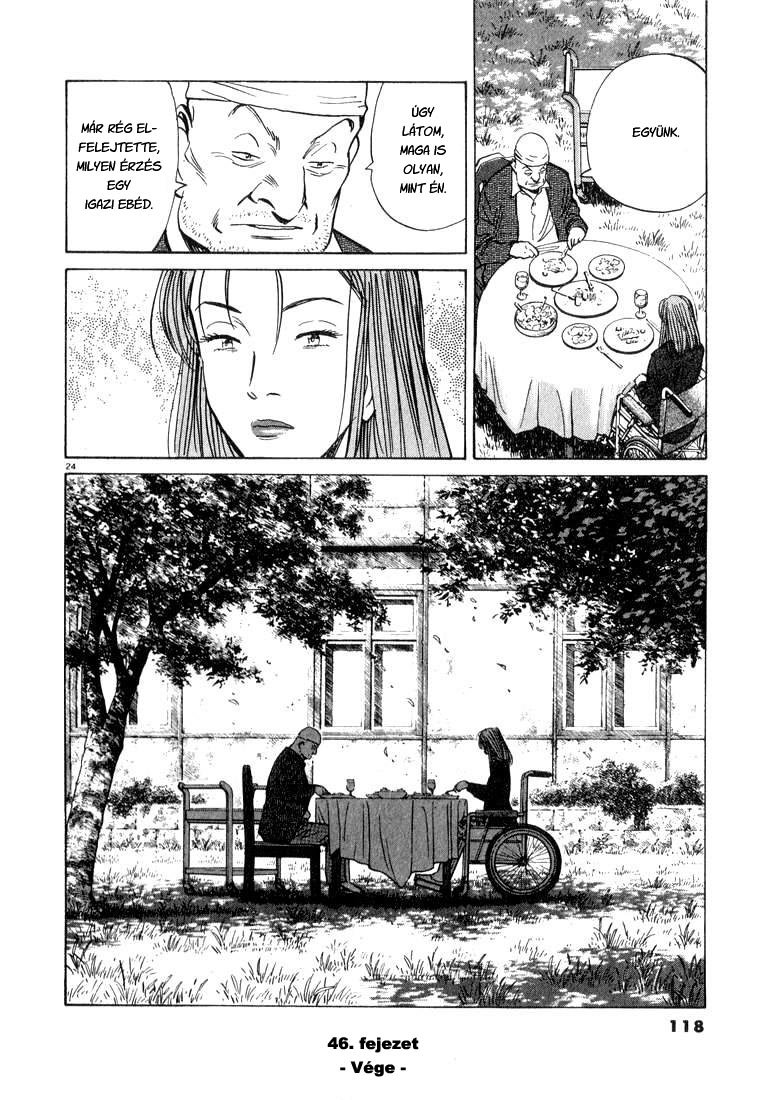 EGYÜNK.
ÚGY
LÁTOM,
MAGA IS
OLYAN,
MINT ÉN.
MÁR RÉG EL-
FELEJTETTE,
MILYEN ÉRZÉS
EGY
IGAZI EBÉD.
24
118
46. fejezet
- Vége -